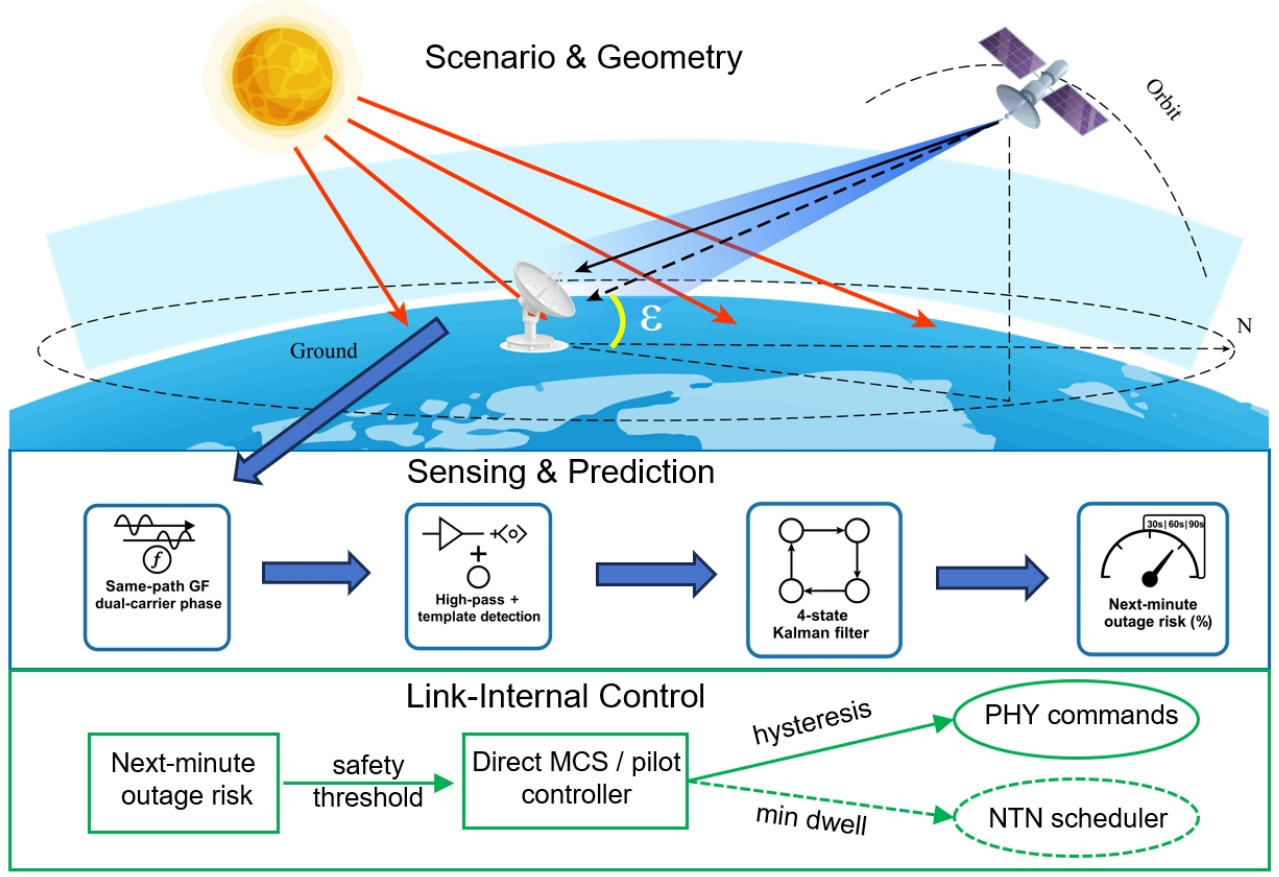 Scenario & Geometry
Orbit
ε
N
Ground
Sensing & Prediction
f
Same-path GF
dual-carrier phase
+<o>
+
High-pass +
template detection
4-state
Kalman filter
30s|60s|90s
Next-minute
outage risk (%)
Link-Internal Control
Next-minute
outage risk
safety
threshold
Direct MCS / pilot
controller
hysteresis
min dwell
PHY commands
NTN scheduler